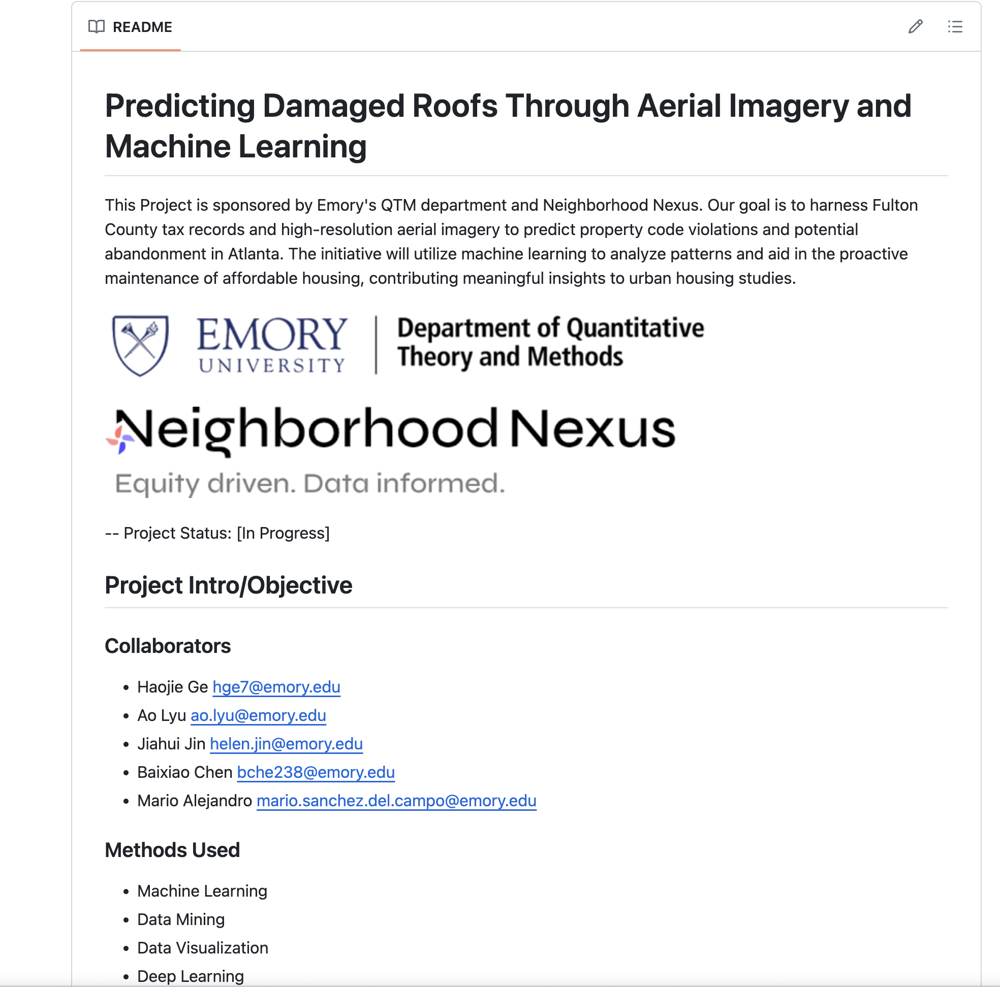 README
Predicting Damaged Roofs Through Aerial Imagery and
Machine Learning
This Project is sponsored by Emory's QTM department and Neighborhood Nexus. Our goal is to harness Fulton
County tax records and high-resolution aerial imagery to predict property code violations and potential
abandonment in Atlanta. The initiative will utilize machine learning to analyze patterns and aid in the proactive
maintenance of affordable housing, contributing meaningful insights to urban housing studies.
EMORY
UNIVERSITY
Department of Quantitative
Theory and Methods
Neighborhood Nexus
Equity driven. Data informed.
-- Project Status: [In Progress]
Project Intro/Objective
Collaborators
• Haojie Ge hge7@emory.edu
• Ao Lyu ao.lyu@emory.edu
• Jiahui Jin helen.jin@emory.edu
• Baixiao Chen bche238@emory.edu
• Mario Alejandro mario.sanchez.del.campo@emory.edu
Methods Used
• Machine Learning
• Data Mining
• Data Visualization
• Deep Learning